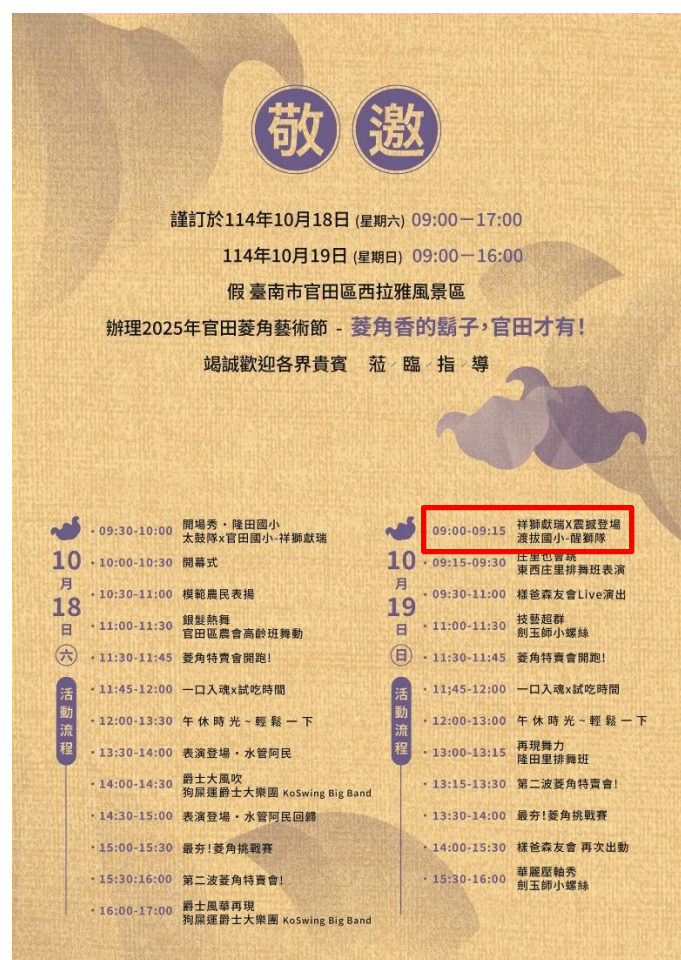 敬邀
謹訂於114年10月18日 (星期六) 09:00－17:00
114年10月19日 (星期日) 09:00－16:00
假 臺南市官田區西拉雅風景區
辦理2025年官田菱角藝術節 - 菱角香的鬍子，官田才有！
竭誠歡迎各界貴賓 蒞／臨／指／導
10月18日(六)
活動流程
・09:30-10:00 開場秀・隆田國小
太鼓隊x官田國小-祥獅獻瑞
・10:00-10:30 開幕式
・10:30-11:00 模範農民表揚
・11:00-11:30 銀髮熱舞
官田區農會高齡班舞動
・11:30-11:45 菱角特賣會開跑!
・11:45-12:00 一口入魂x試吃時間
・12:00-13:30 午休時光~輕鬆一下
・13:30-14:00 表演登場・水管阿民
・14:00-14:30 爵士大風吹
狗屎運爵士大樂團 KoSwing Big Band
・14:30-15:00 表演登場・水管阿民回歸
・15:00-15:30 最夯!菱角挑戰賽
・15:30:16:00 第二波菱角特賣會!
・16:00-17:00 爵士風華再現
狗屎運爵士大樂團 KoSwing Big Band
10月19日(日)
活動流程
・09:00-09:15 祥獅獻瑞X震撼登場
渡拔國小-醒獅隊
・09:15-09:30 庄里也會跳
東西庄里排舞班表演
・09:30-11:00 樣爸森友會Live演出
・11:00-11:30 技藝超群
劍玉師小螺絲
・11:30-11:45 菱角特賣會開跑!
・11;45-12:00 一口入魂x試吃時間
・12:00-13:00 午休時光~輕鬆一下
・13:00-13:15 再現舞力
隆田里排舞班
・13:15-13:30 第二波菱角特賣會!
・13:30-14:00 最夯!菱角挑戰賽
・14:00-15:30 樣爸森友會 再次出動
・15:30-16:00 華麗壓軸秀
劍玉師小螺絲